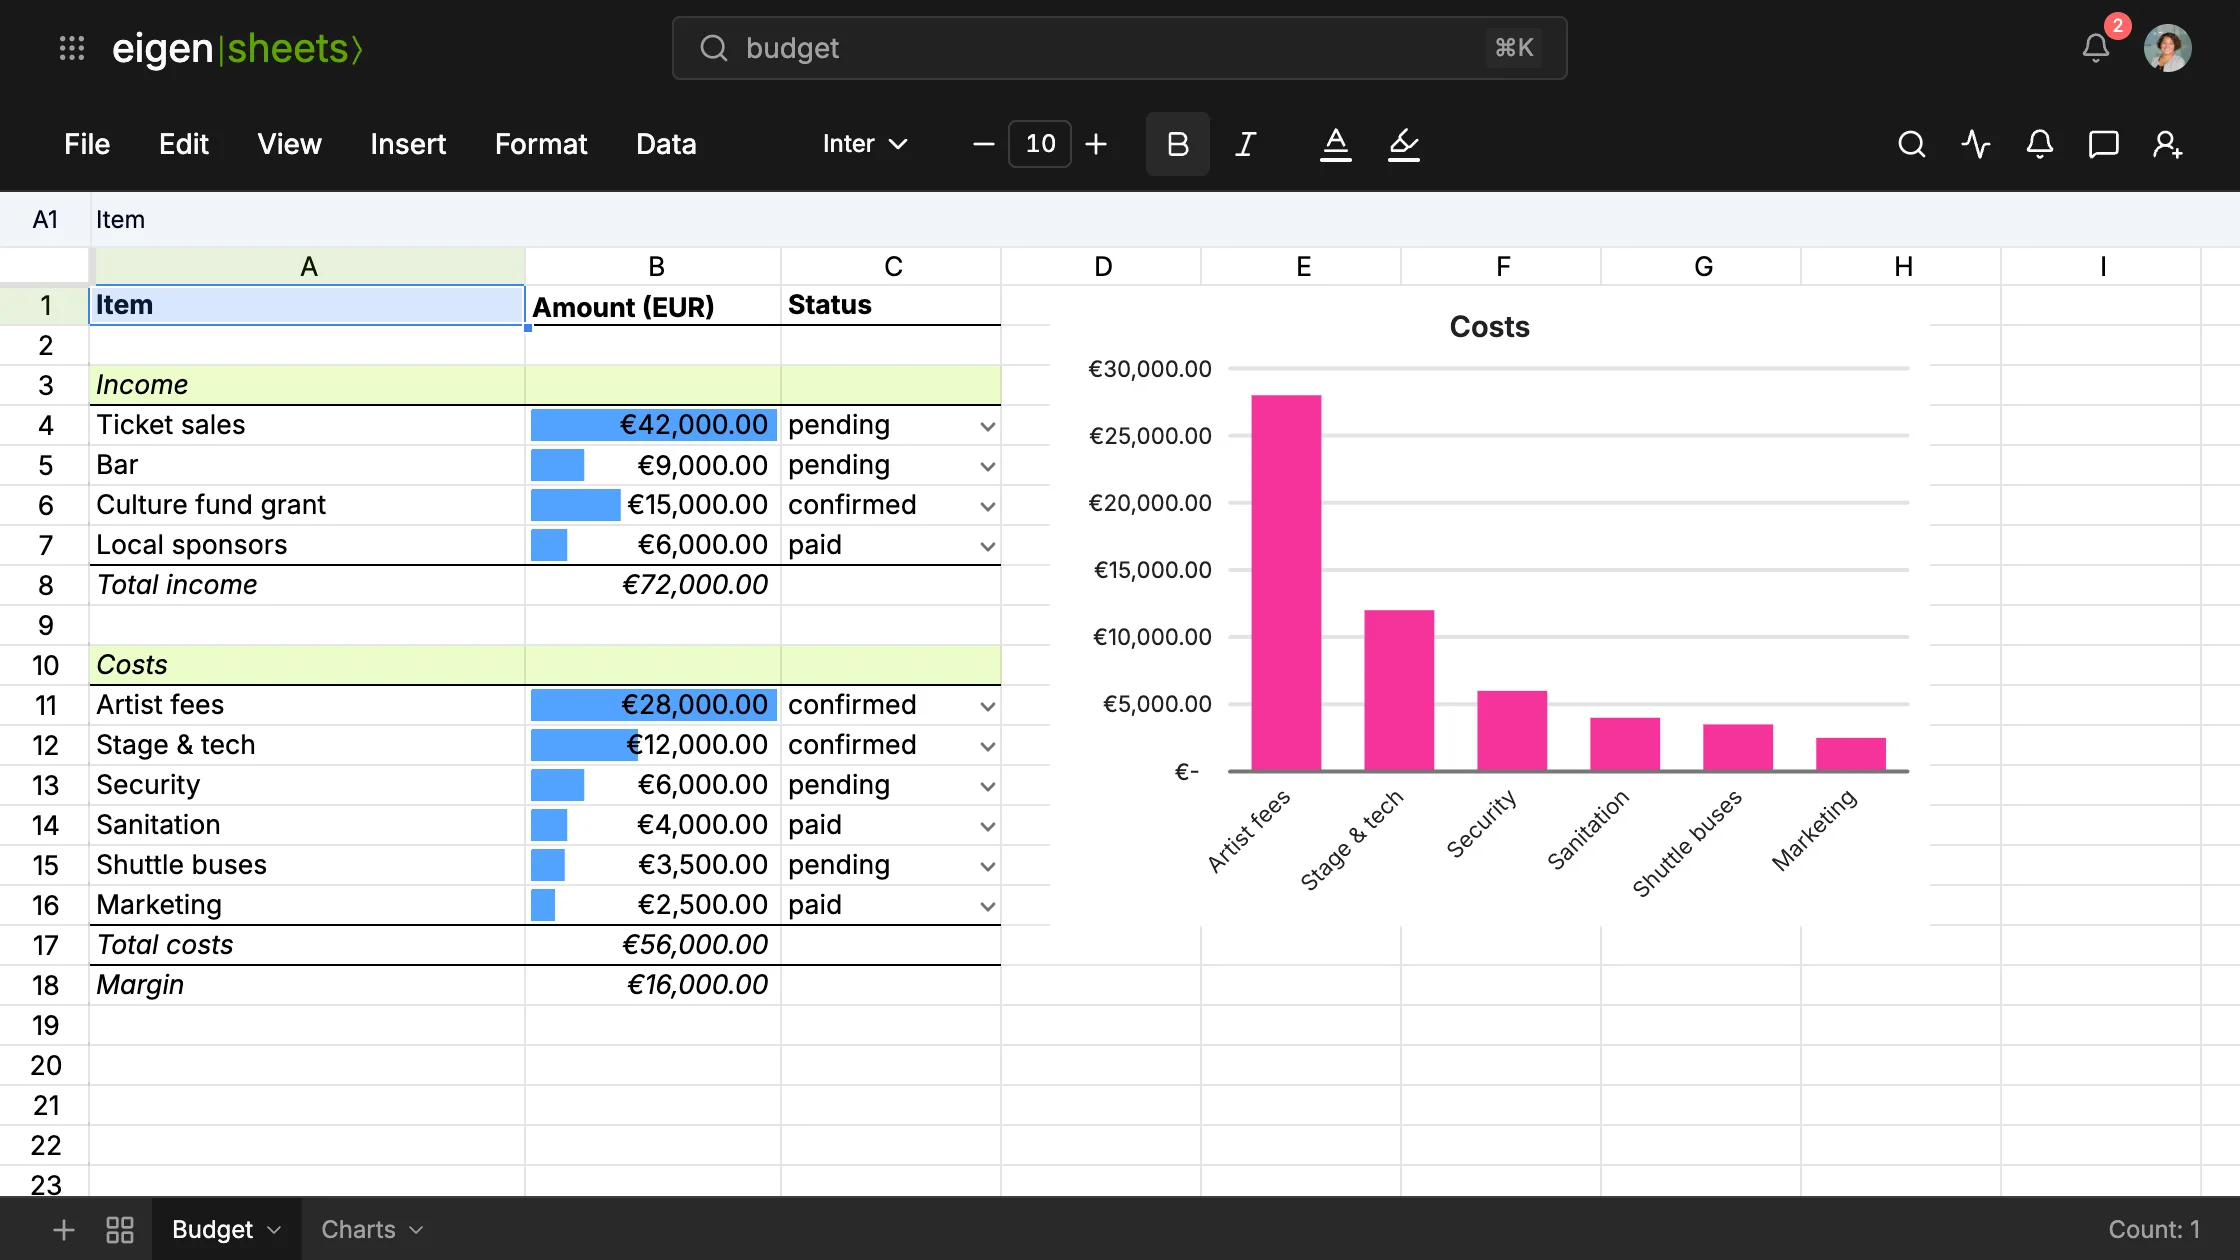 eigen|sheets⟩
budget
⌘K
2
File Edit View Insert Format Data Inter 10 B I A
A1 Item
A B C D E F G H I
1 Item Amount (EUR) Status
2
3 Income
4 Ticket sales €42,000.00 pending
5 Bar €9,000.00 pending
6 Culture fund grant €15,000.00 confirmed
7 Local sponsors €6,000.00 paid
8 Total income €72,000.00
9
10 Costs
11 Artist fees €28,000.00 confirmed
12 Stage & tech €12,000.00 confirmed
13 Security €6,000.00 pending
14 Sanitation €4,000.00 paid
15 Shuttle buses €3,500.00 pending
16 Marketing €2,500.00 paid
17 Total costs €56,000.00
18 Margin €16,000.00
19
20
21
22
23
Costs
€30,000.00
€25,000.00
€20,000.00
€15,000.00
€10,000.00
€5,000.00
€-
Artist fees
Stage & tech
Security
Sanitation
Shuttle buses
Marketing
Budget Charts
Count: 1